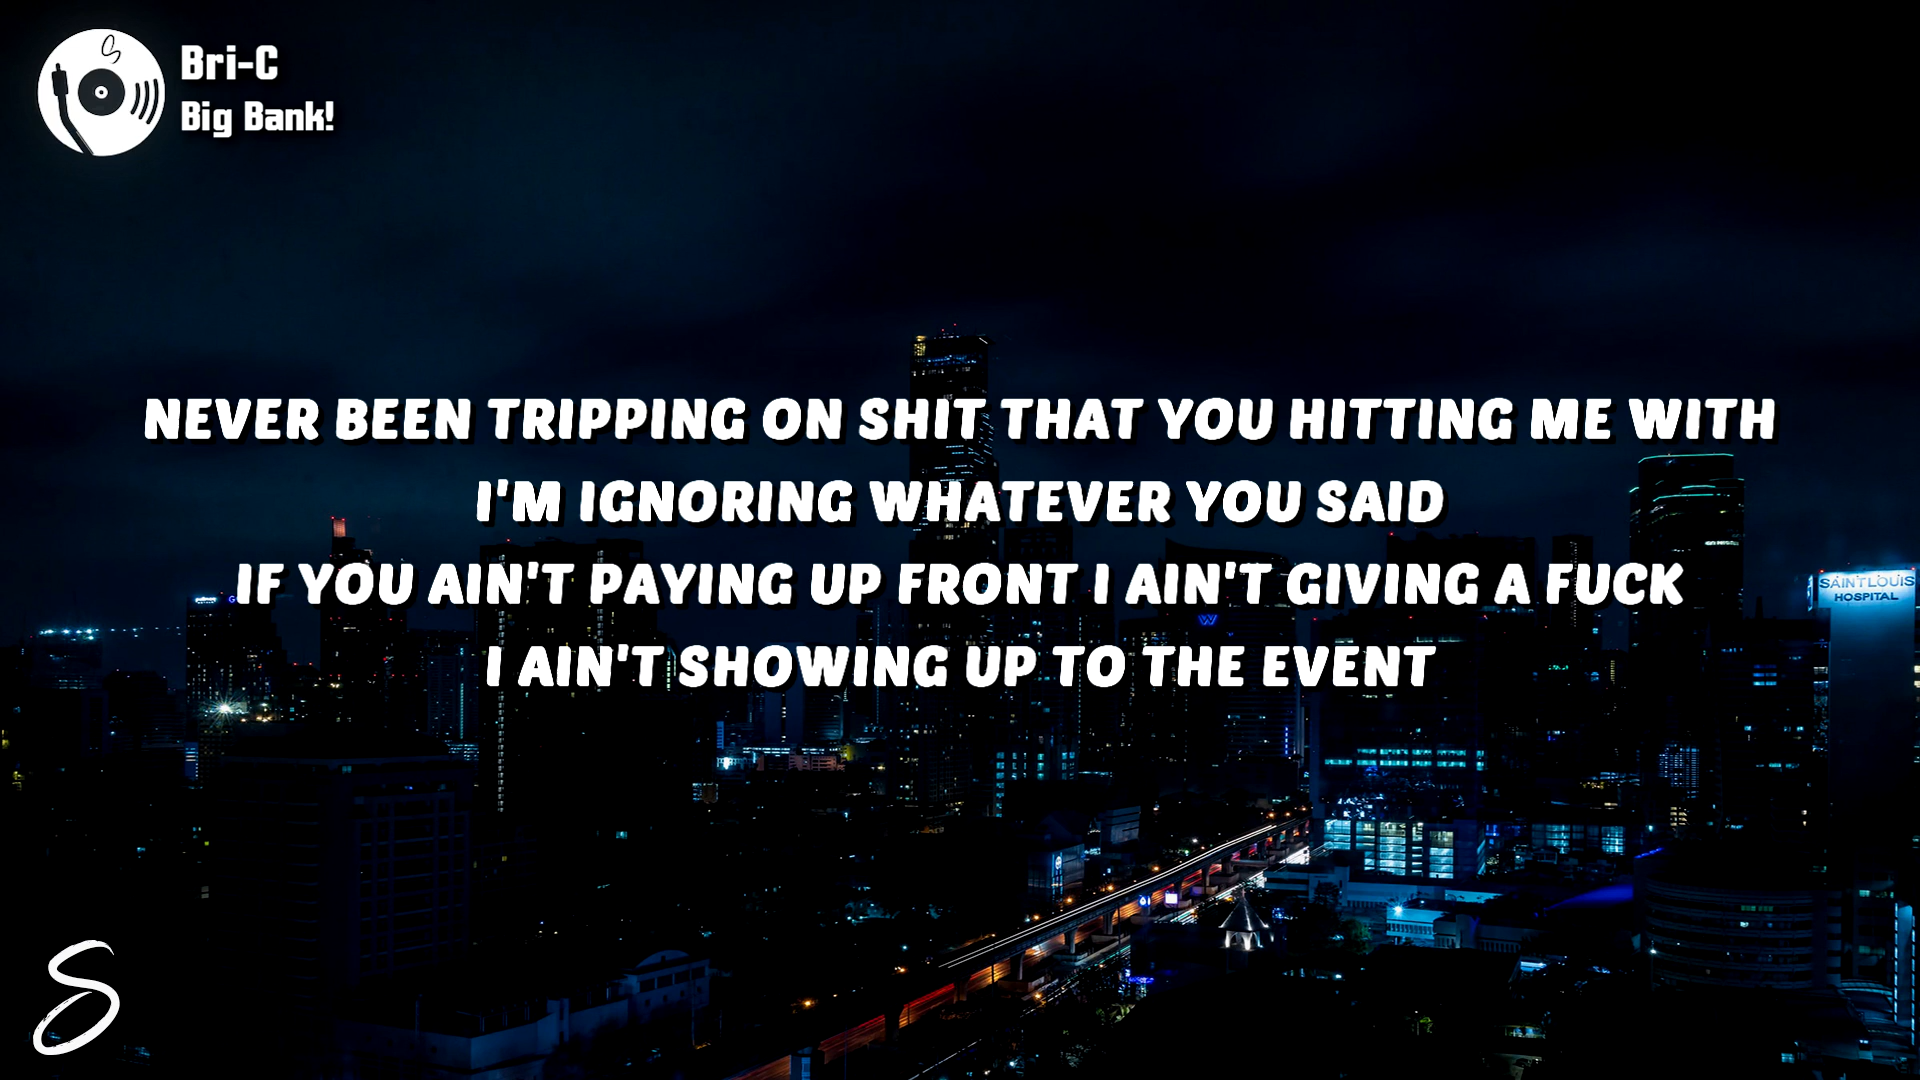 Bri-C
Big Bank!
NEVER BEEN TRIPPING ON SHIT THAT YOU HITTING ME WITH
I'M IGNORING WHATEVER YOU SAID
IF YOU AIN'T PAYING UP FRONT I AIN'T GIVING A FUCK
I AIN'T SHOWING UP TO THE EVENT
SAINT LOUIS
HOSPITAL
W
S